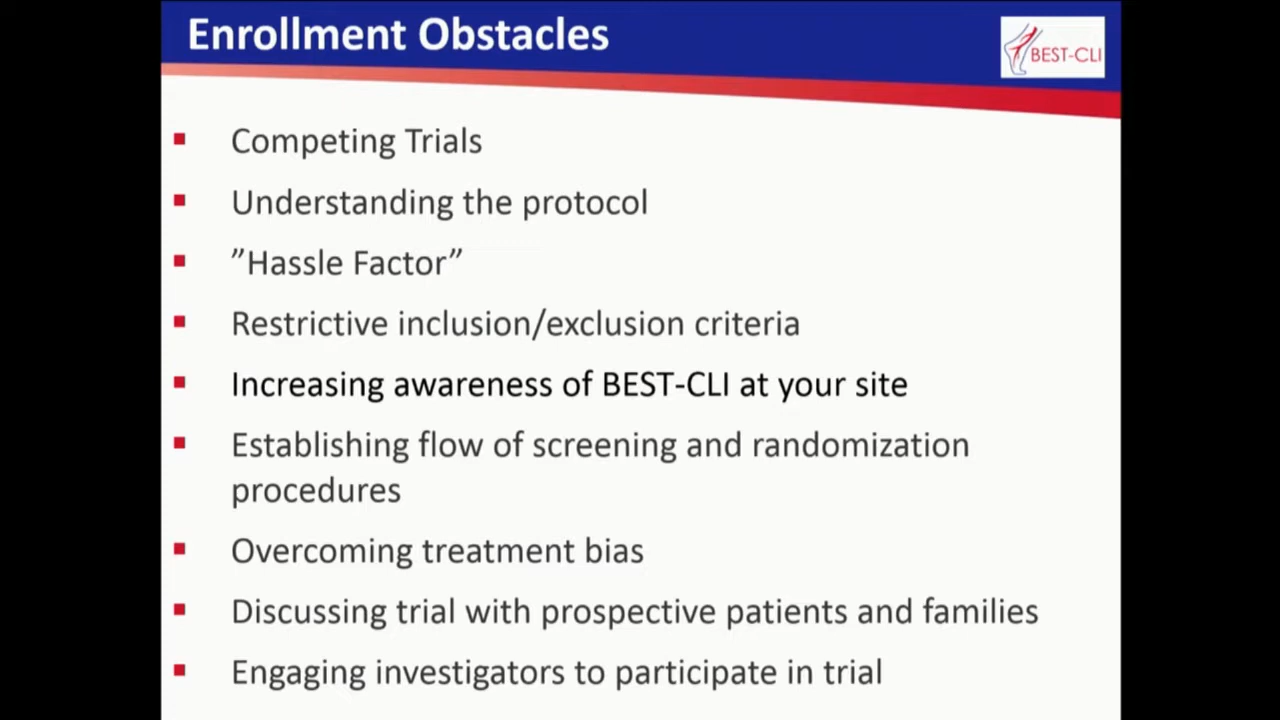 Enrollment Obstacles
BEST-CLI
Competing Trials
Understanding the protocol
”Hassle Factor”
Restrictive inclusion/exclusion criteria
Increasing awareness of BEST-CLI at your site
Establishing flow of screening and randomization
procedures
Overcoming treatment bias
Discussing trial with prospective patients and families
Engaging investigators to participate in trial